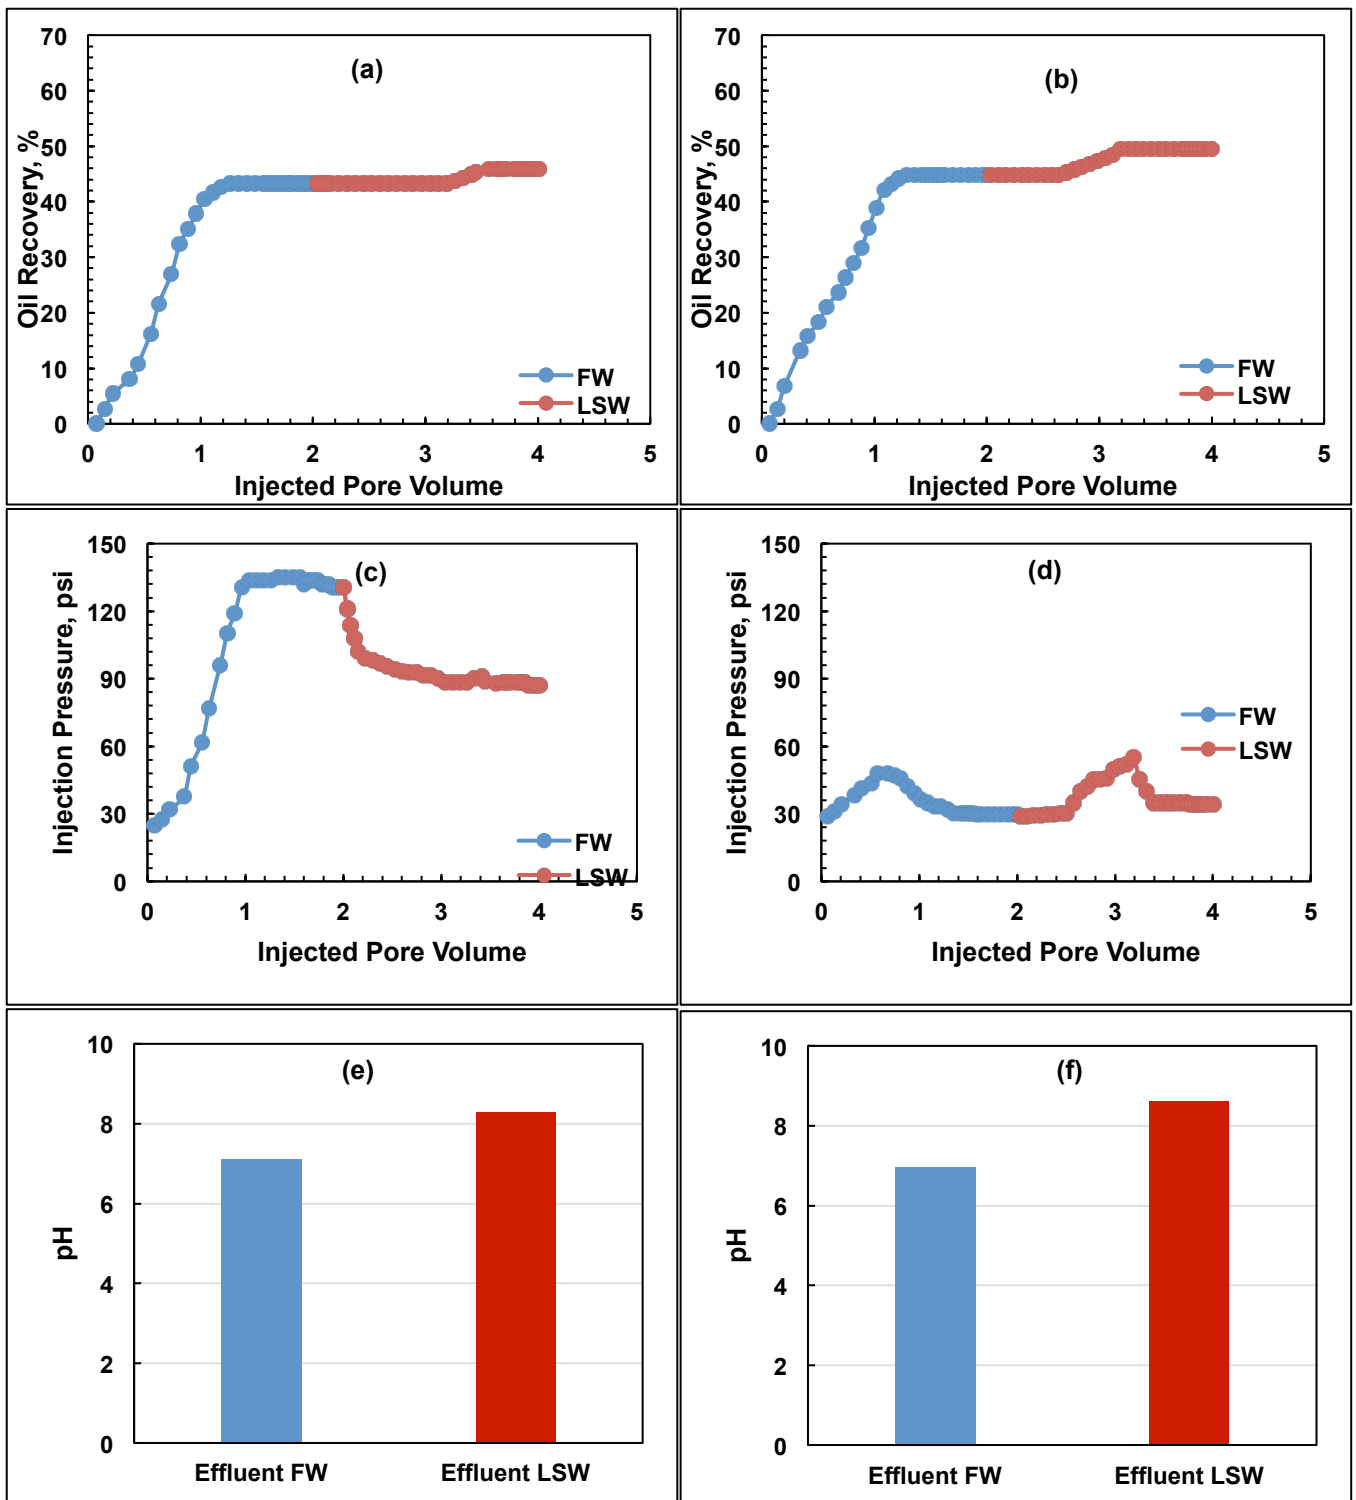 (a)
70
60
50
40
30
20
10
0
Oil Recovery, %
FW
LSW
0 1 2 3 4 5
Injected Pore Volume
(b)
70
60
50
40
30
20
10
0
Oil Recovery, %
FW
LSW
0 1 2 3 4 5
Injected Pore Volume
(c)
150
120
90
60
30
0
Injection Pressure, psi
FW
LSW
0 1 2 3 4 5
Injected Pore Volume
(d)
150
120
90
60
30
0
Injection Pressure, psi
FW
LSW
0 1 2 3 4 5
Injected Pore Volume
(e)
10
8
6
4
2
0
pH
Effluent FW Effluent LSW
(f)
10
8
6
4
2
0
pH
Effluent FW Effluent LSW